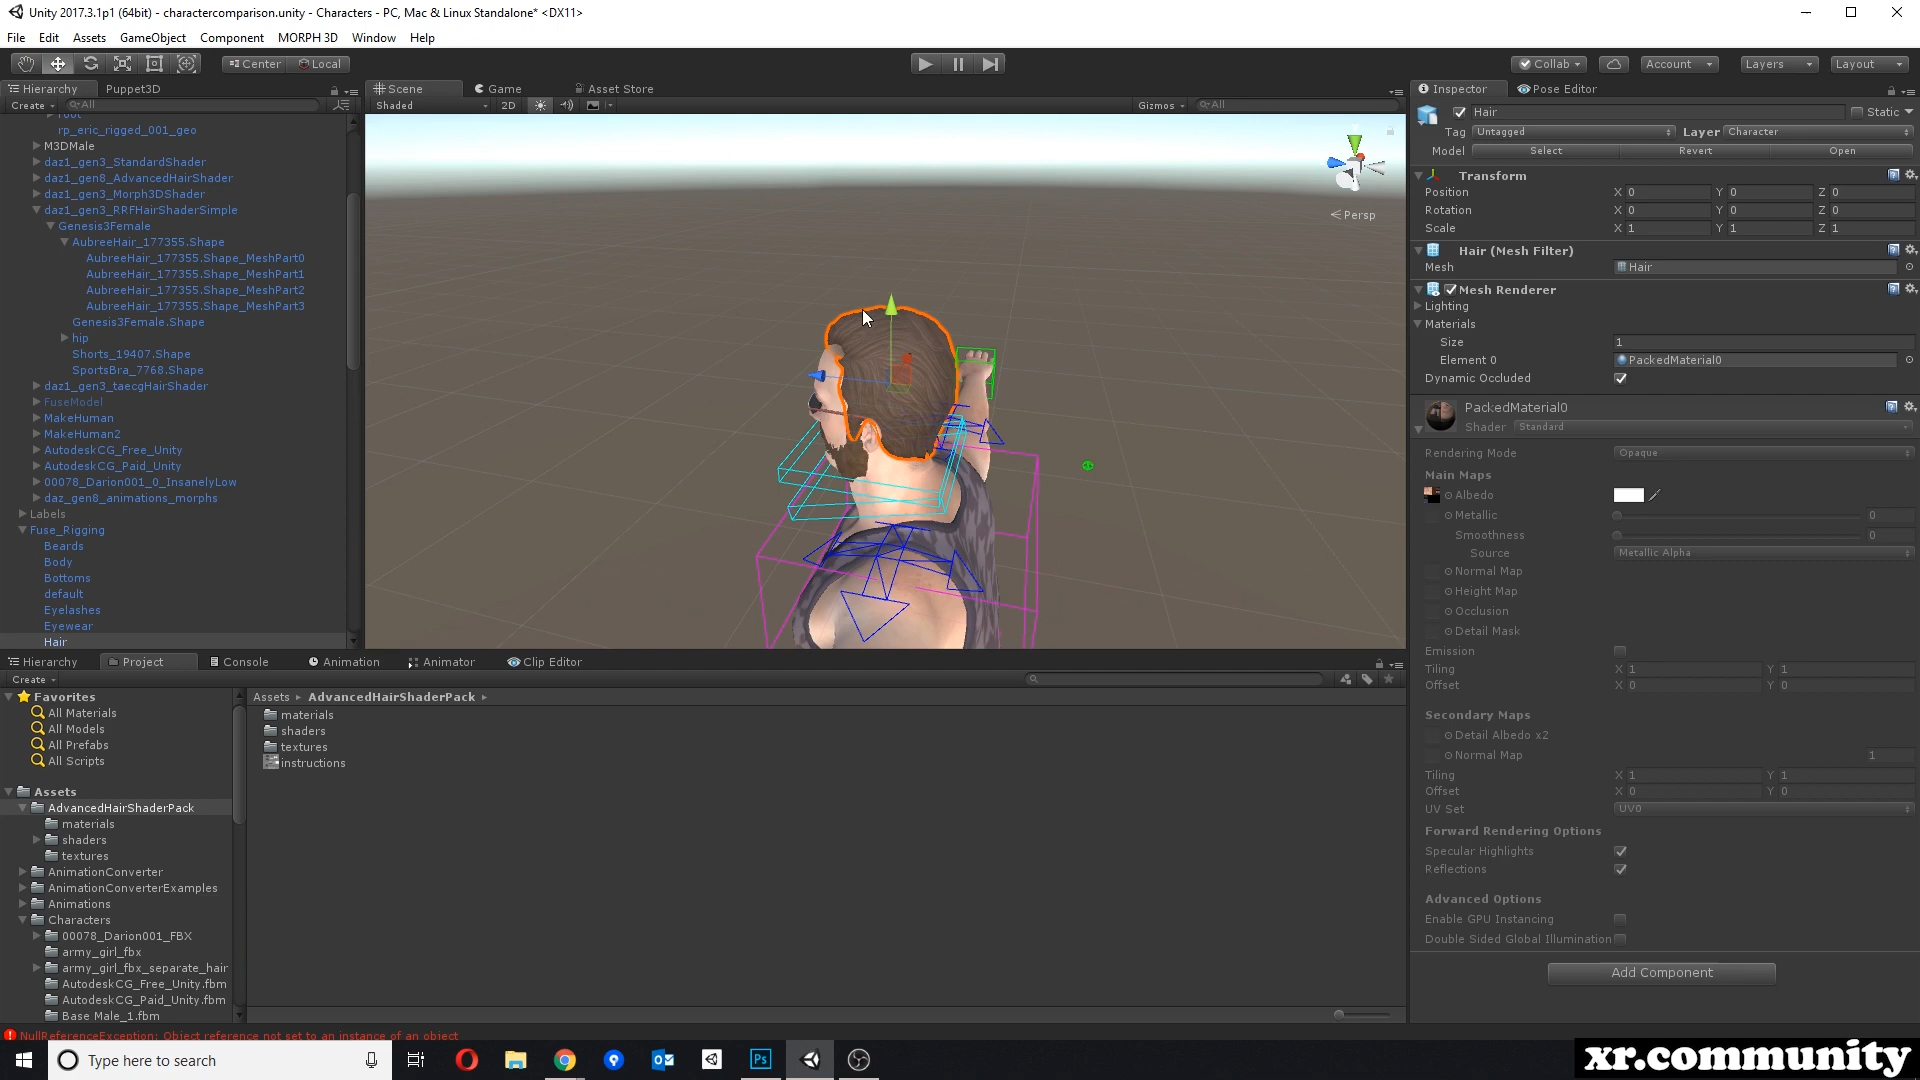 Unity 2017.3.1p1 (64bit) - charactercomparison.unity - Characters - PC, Mac & Linux Standalone* <DX11>
File Edit Assets GameObject Component MORPH 3D Window Help
Center Local Collab Account Layers Layout
Hierarchy Puppet3D Scene Game Asset Store Inspector Pose Editor
Create All Shaded 2D Gizmos All
Hair Static
Tag Untagged Layer Character
Model Select Revert Open
root
rp_eric_rigged_001_geo
M3DMale
daz1_gen3_StandardShader
daz1_gen8_AdvancedHairShader
daz1_gen3_Morph3DShader
daz1_gen3_RRFHairShaderSimple
Genesis3Female
AubreeHair_177355.Shape
AubreeHair_177355.Shape_MeshPart0
AubreeHair_177355.Shape_MeshPart1
AubreeHair_177355.Shape_MeshPart2
AubreeHair_177355.Shape_MeshPart3
Genesis3Female.Shape
hip
Shorts_19407.Shape
SportsBra_7768.Shape
daz1_gen3_taecgHairShader
FuseModel
MakeHuman
MakeHuman2
AutodeskCG_Free_Unity
AutodeskCG_Paid_Unity
00078_Darion001_0_InsanelyLow
daz_gen8_animations_morphs
Labels
Fuse_Rigging
Beards
Body
Bottoms
default
Eyelashes
Eyewear
Hair
Persp
Transform
Position X 0 Y 0 Z 0
Rotation X 0 Y 0 Z 0
Scale X 1 Y 1 Z 1
Hair (Mesh Filter)
Mesh Hair
Mesh Renderer
Lighting
Materials
Size 1
Element 0 PackedMaterial0
Dynamic Occluded
PackedMaterial0
Shader Standard
Rendering Mode Opaque
Main Maps
Albedo
Metallic 0
Smoothness 0
Source Metallic Alpha
Normal Map
Height Map
Occlusion
Detail Mask
Emission
Tiling X 1 Y 1
Offset X 0 Y 0
Secondary Maps
Detail Albedo x2
Normal Map 1
Tiling X 1 Y 1
Offset X 0 Y 0
UV Set UV0
Forward Rendering Options
Specular Highlights
Reflections
Advanced Options
Enable GPU Instancing
Double Sided Global Illumination
Add Component
Hierarchy Project Console Animation Animator Clip Editor
Create
Favorites
All Materials
All Models
All Prefabs
All Scripts
Assets
AdvancedHairShaderPack
materials
shaders
textures
AnimationConverter
AnimationConverterExamples
Animations
Characters
00078_Darion001_FBX
army_girl_fbx
army_girl_fbx_separate_hair
AutodeskCG_Free_Unity.fbm
AutodeskCG_Paid_Unity.fbm
Base Male_1.fbm
Assets AdvancedHairShaderPack
materials
shaders
textures
instructions
NullReferenceException: Object reference not set to an instance of an object
Type here to search
Ps
xr.community